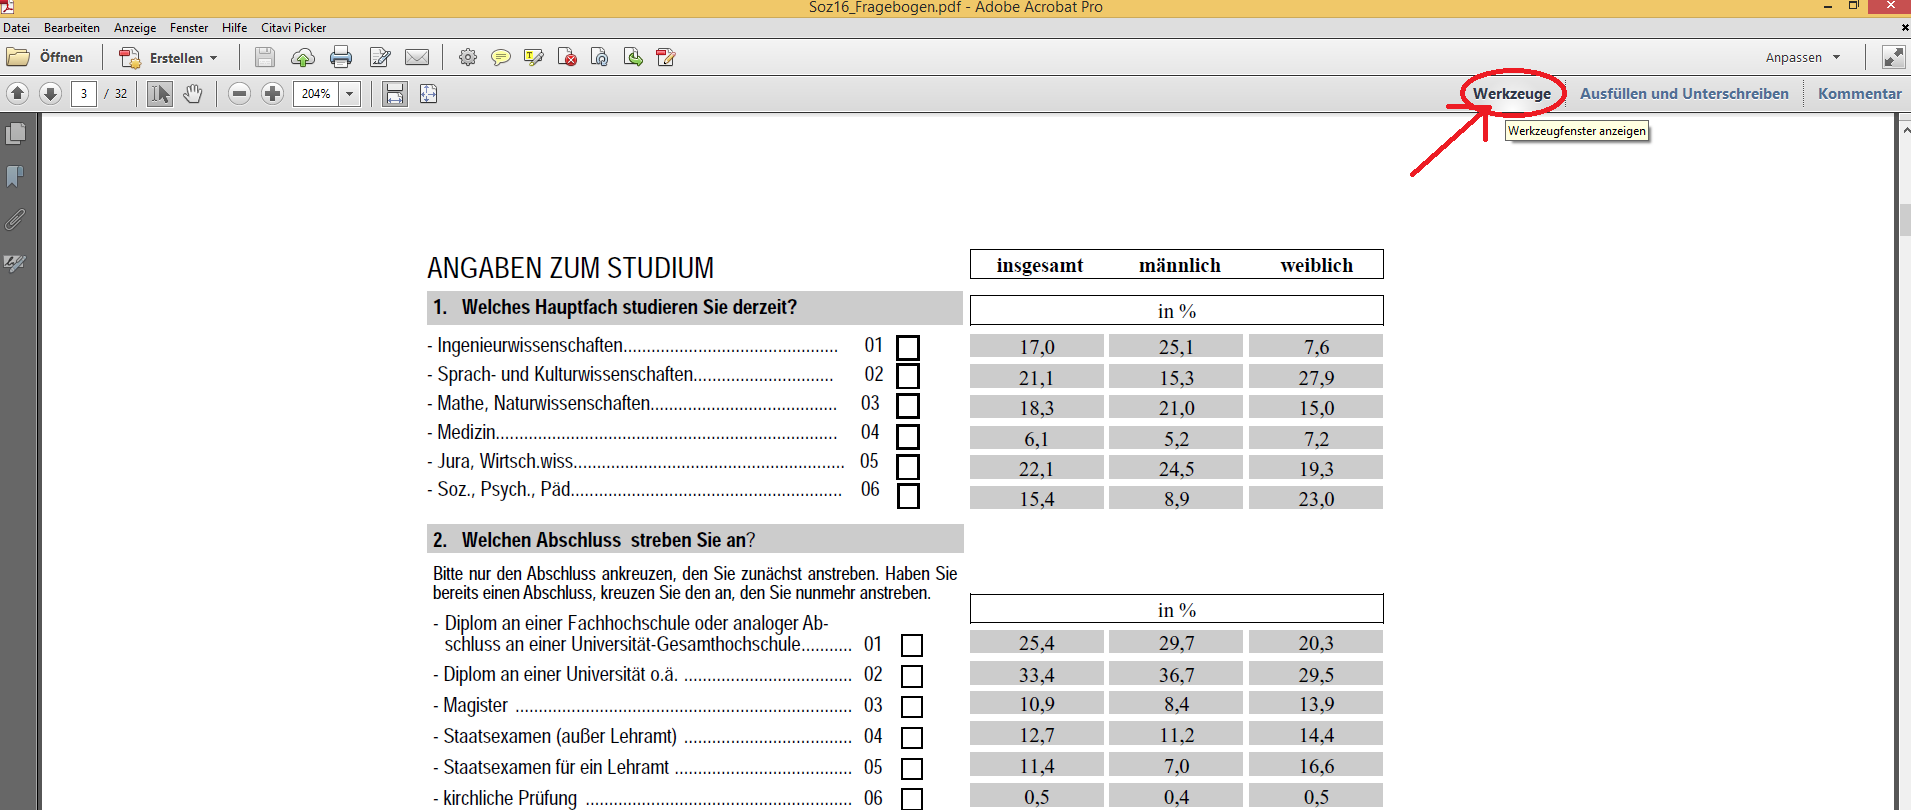 Soz16_Fragebogen.pdf - Adobe Acrobat Pro
Datei Bearbeiten Anzeige Fenster Hilfe Citavi Picker
Öffnen Erstellen Anpassen
3 / 32 204% Werkzeuge Ausfüllen und Unterschreiben Kommentar
Werkzeugfenster anzeigen
ANGABEN ZUM STUDIUM insgesamt männlich weiblich
1. Welches Hauptfach studieren Sie derzeit? in %
- Ingenieurwissenschaften.............................................. 01 17,0 25,1 7,6
- Sprach- und Kulturwissenschaften.............................. 02 21,1 15,3 27,9
- Mathe, Naturwissenschaften........................................ 03 18,3 21,0 15,0
- Medizin......................................................................... 04 6,1 5,2 7,2
- Jura, Wirtsch.wiss.......................................................... 05 22,1 24,5 19,3
- Soz., Psych., Päd.......................................................... 06 15,4 8,9 23,0
2. Welchen Abschluss streben Sie an?
Bitte nur den Abschluss ankreuzen, den Sie zunächst anstreben. Haben Sie
bereits einen Abschluss, kreuzen Sie den an, den Sie nunmehr anstreben.
in %
- Diplom an einer Fachhochschule oder analoger Ab-
schluss an einer Universität-Gesamthochschule........... 01 25,4 29,7 20,3
- Diplom an einer Universität o.ä. .................................... 02 33,4 36,7 29,5
- Magister ........................................................................ 03 10,9 8,4 13,9
- Staatsexamen (außer Lehramt) .................................... 04 12,7 11,2 14,4
- Staatsexamen für ein Lehramt ...................................... 05 11,4 7,0 16,6
- kirchliche Prüfung ......................................................... 06 0,5 0,4 0,5